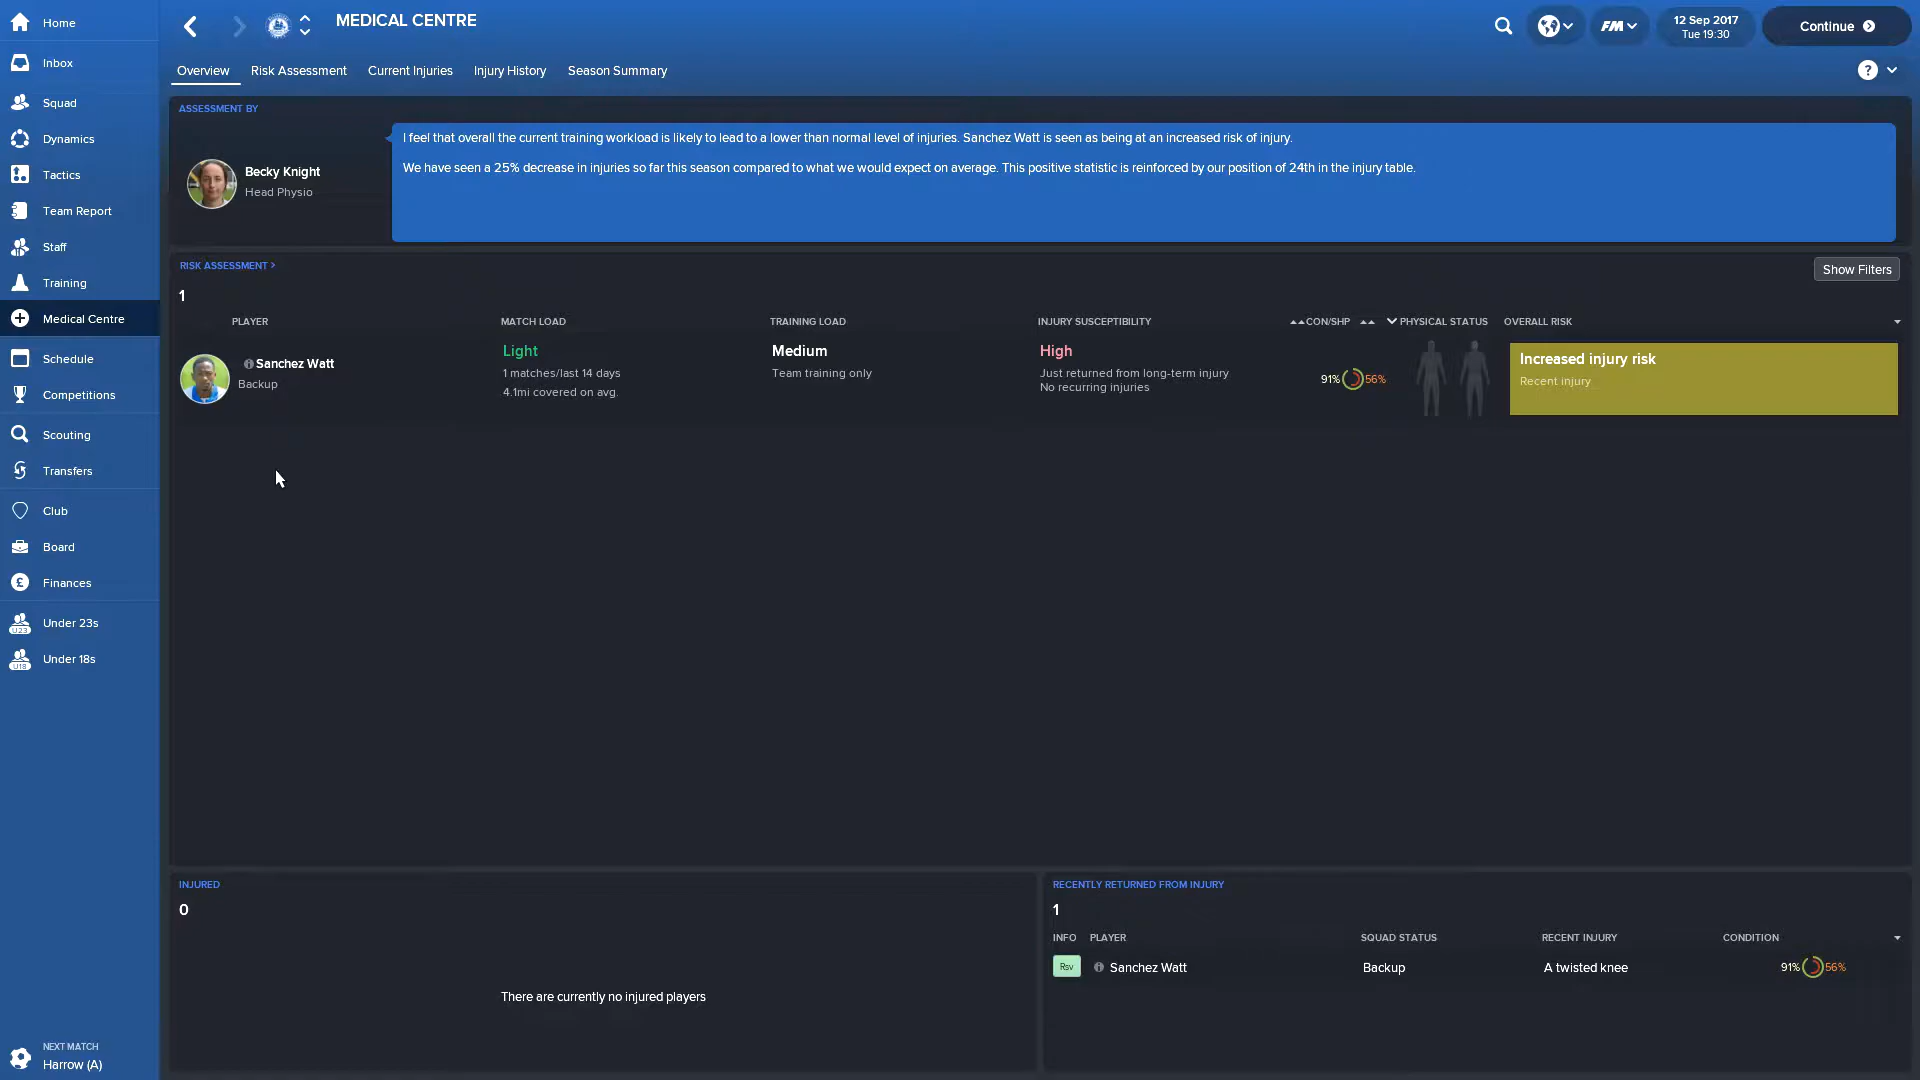 Home
Inbox
Squad
Dynamics
Tactics
Team Report
Staff
Training
Medical Centre
Schedule
Competitions
Scouting
Transfers
Club
Board
Finances
U23
Under 23s
U18
Under 18s
NEXT MATCH
Harrow (A)
MEDICAL CENTRE
FM
12 Sep 2017
Tue 19:30
Continue
Overview Risk Assessment Current Injuries Injury History Season Summary
?
ASSESSMENT BY
Becky Knight
Head Physio
I feel that overall the current training workload is likely to lead to a lower than normal level of injuries. Sanchez Watt is seen as being at an increased risk of injury.
We have seen a 25% decrease in injuries so far this season compared to what we would expect on average. This positive statistic is reinforced by our position of 24th in the injury table.
RISK ASSESSMENT >
Show Filters
1
PLAYER MATCH LOAD TRAINING LOAD INJURY SUSCEPTIBILITY CON/SHP PHYSICAL STATUS OVERALL RISK
Sanchez Watt
Backup
Light
1 matches/last 14 days
4.1mi covered on avg.
Medium
Team training only
High
Just returned from long-term injury
No recurring injuries
91% 56%
Increased injury risk
Recent injury
INJURED
0
There are currently no injured players
RECENTLY RETURNED FROM INJURY
1
INFO PLAYER SQUAD STATUS RECENT INJURY CONDITION
Rsv Sanchez Watt Backup A twisted knee 91% 56%